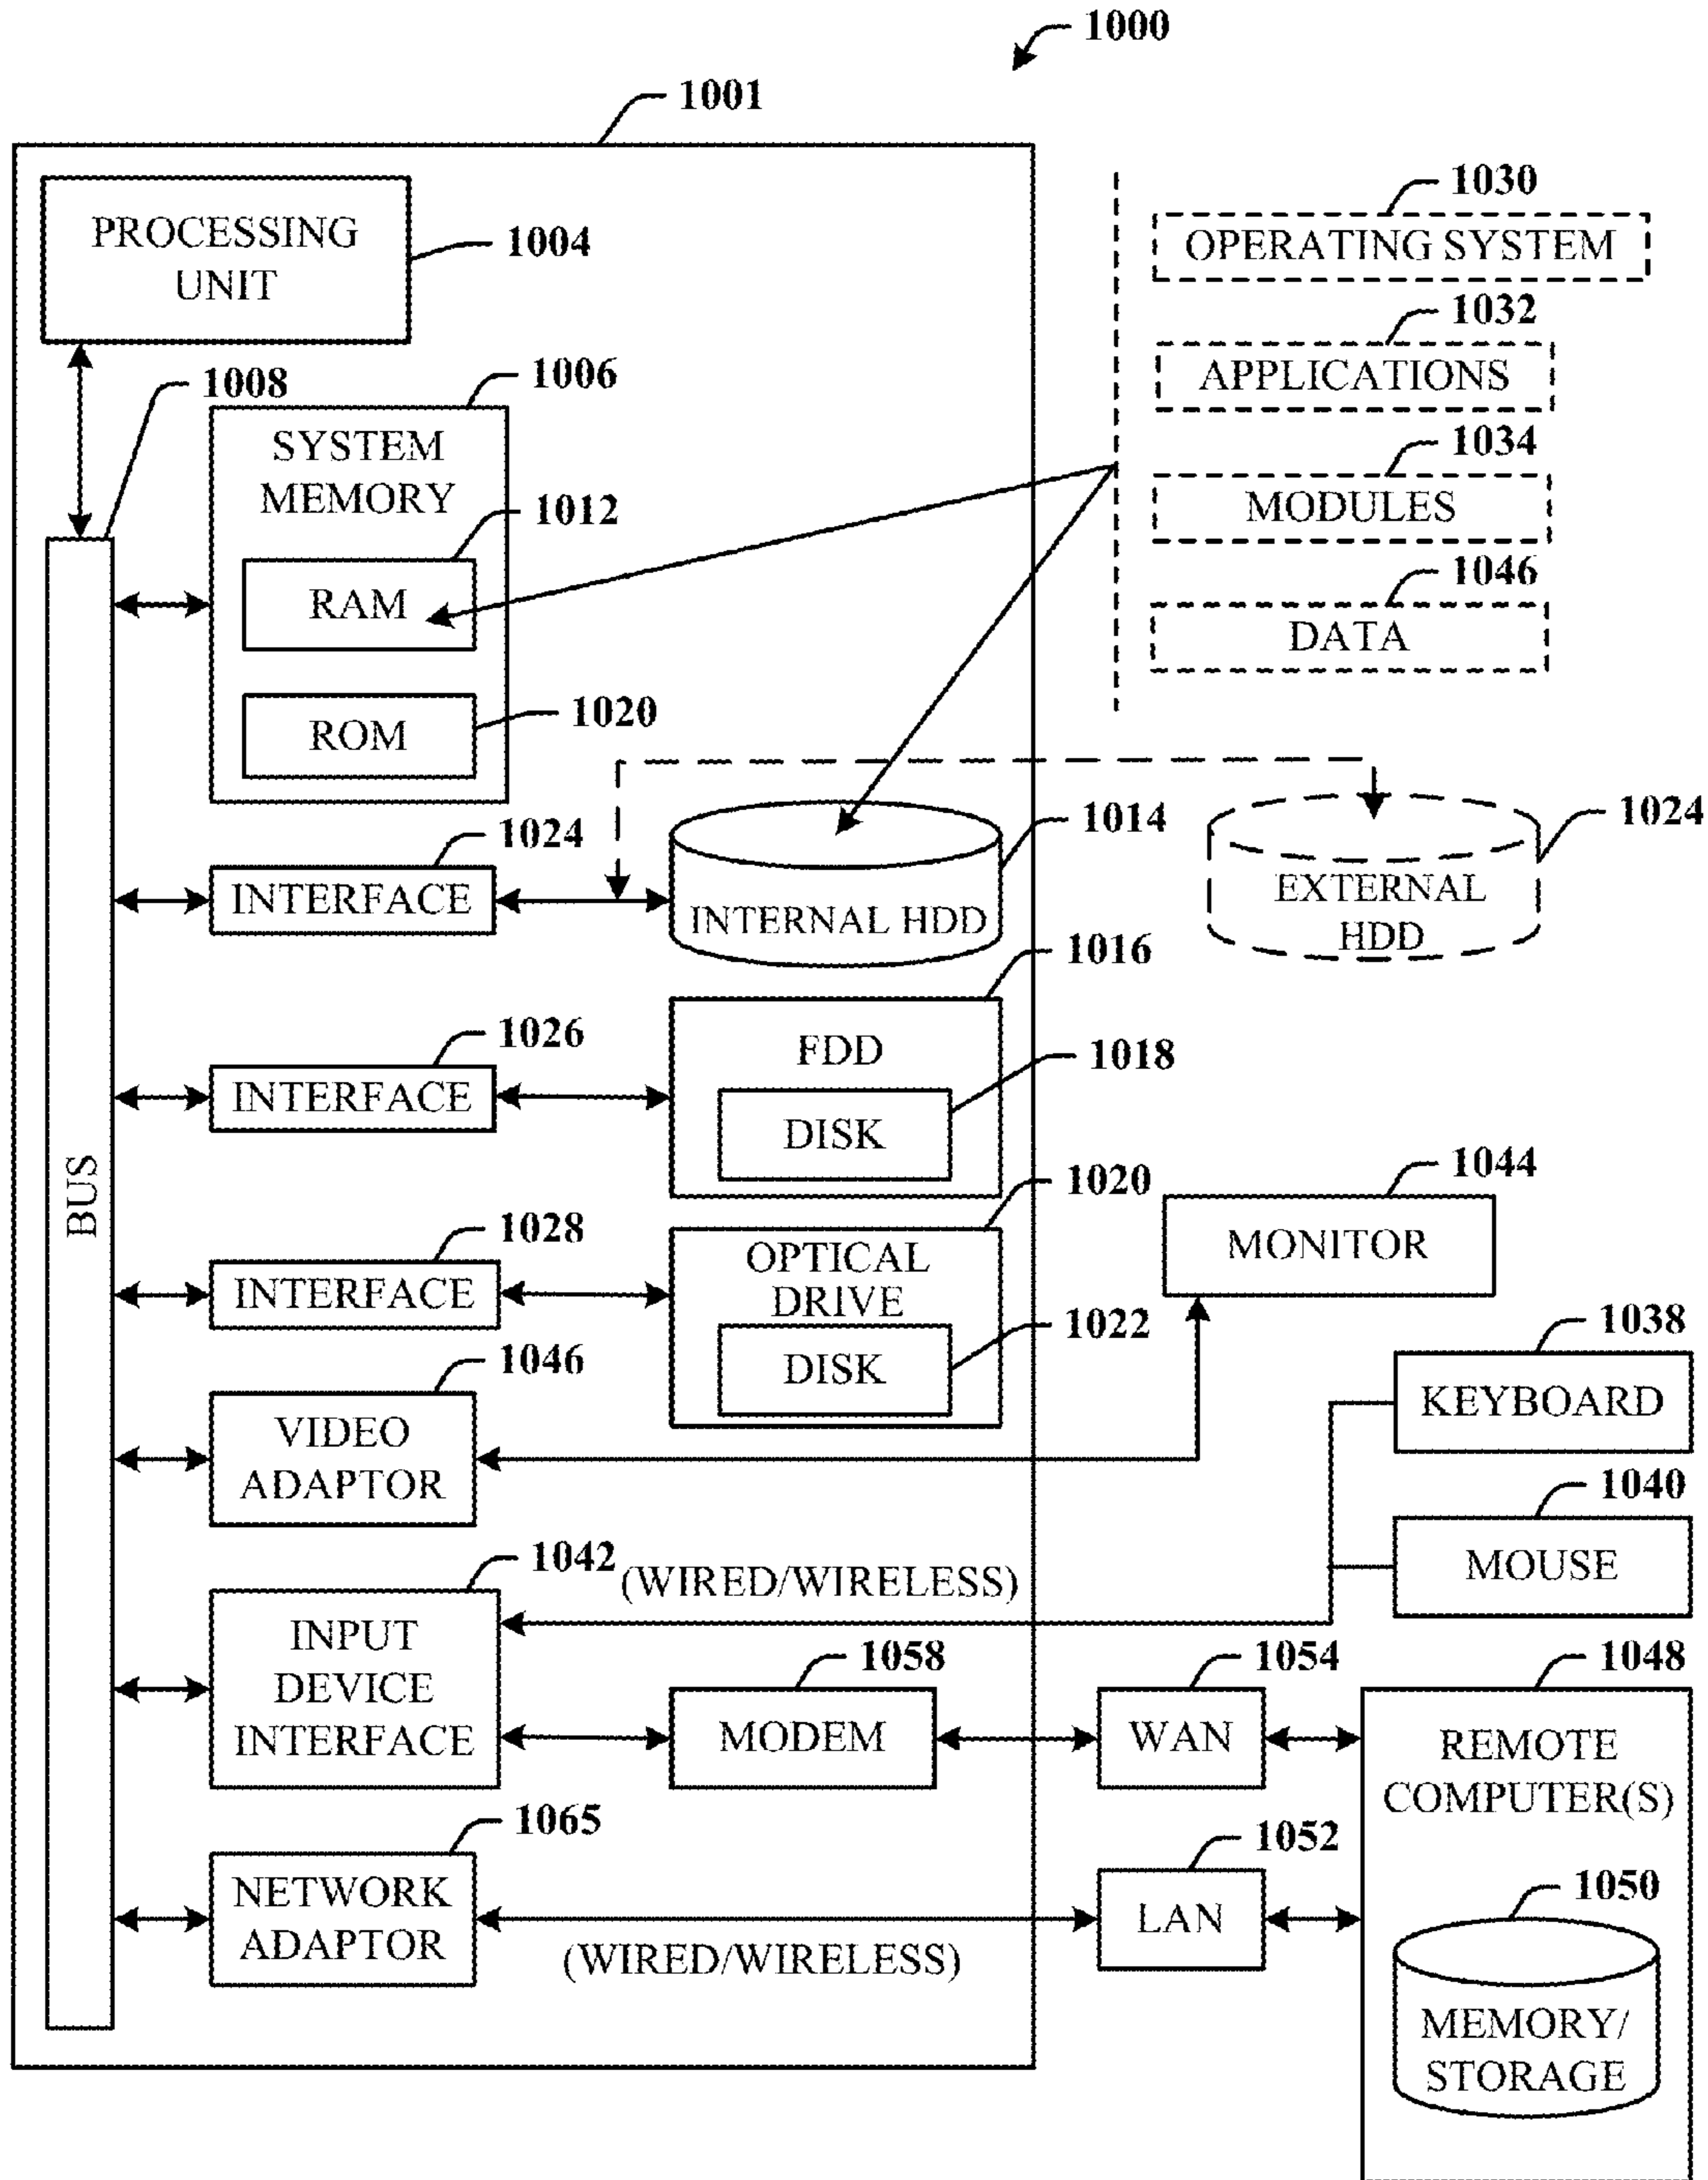 1000
1001
PROCESSING
UNIT
1004
1030
OPERATING SYSTEM
1032
APPLICATIONS
1034
MODULES
1046
DATA
1008
1006
SYSTEM
MEMORY
1012
RAM
1020
ROM
1024
INTERFACE
1014
INTERNAL HDD
1024
EXTERNAL
HDD
1016
1026
INTERFACE
FDD
1018
DISK
BUS
1028
INTERFACE
1020
OPTICAL
DRIVE
1022
DISK
1044
MONITOR
1046
VIDEO
ADAPTOR
1038
KEYBOARD
1040
MOUSE
1042
(WIRED/WIRELESS)
INPUT
DEVICE
INTERFACE
1058
MODEM
1054
WAN
1048
REMOTE
COMPUTER(S)
1065
NETWORK
ADAPTOR
(WIRED/WIRELESS)
1052
LAN
1050
MEMORY/
STORAGE